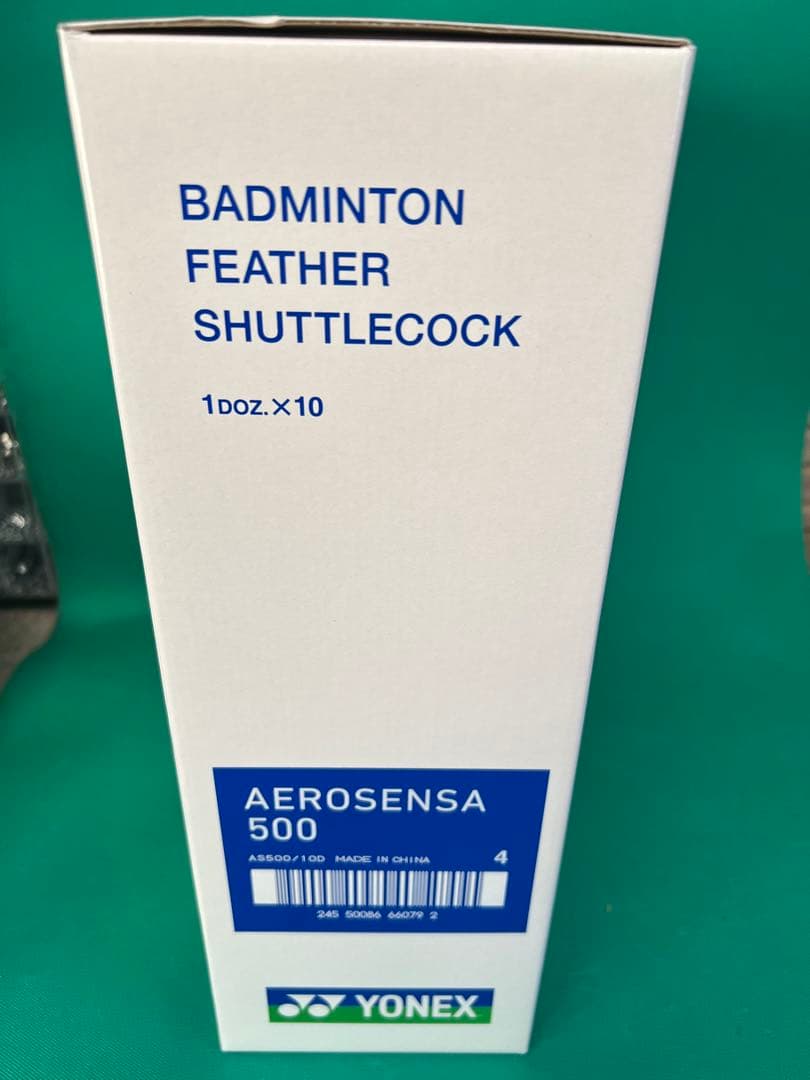 BADMINTON
FEATHER
SHUTTLECOCK
1DOZ.×10
AEROSENSA
500
AS500/10D MADE IN CHINA 4
245 50086 66079 2
YONEX